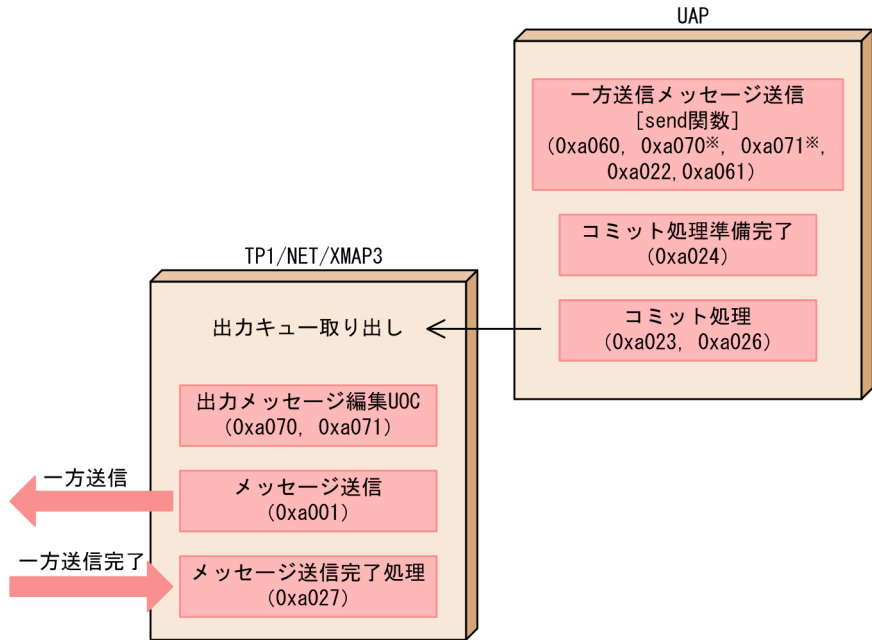 UAP
一方送信メッセージ送信
[send関数]
(0xa060, 0xa070※, 0xa071※,
0xa022,0xa061)
コミット処理準備完了
(0xa024)
コミット処理
(0xa023, 0xa026)
TP1/NET/XMAP3
出力キュー取り出し
出力メッセージ編集UOC
(0xa070, 0xa071)
一方送信
メッセージ送信
(0xa001)
一方送信完了
メッセージ送信完了処理
(0xa027)